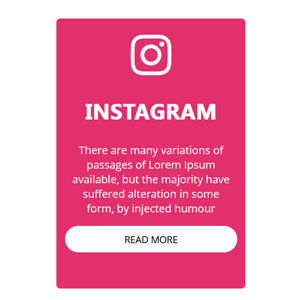 INSTAGRAM
There are many variations of
passages of Lorem Ipsum
available, but the majority have
suffered alteration in some
form, by injected humour
READ MORE